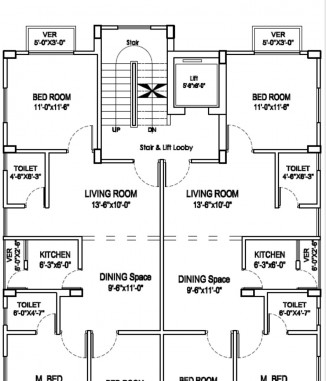 VER
5'-0"X3'-0"
VER
5'-0"X3'-0"
Stair
Lift
5'-6"X6'-0"
BED ROOM
11'-0"x11'-6"
BED ROOM
11'-0"x11'-6"
UP
DN
Stair & Lift Looby
TOILET
4'-6"X8'-3"
TOILET
4'-6"X8'-3"
LIVING ROOM
13'-6"x10'-0"
LIVING ROOM
13'-6"x10'-0"
VER
6'-0"X2'-6"
KITCHEN
6'-3"x6'-0"
KITCHEN
6'-3"x6'-0"
VER
6'-0"X2'-6"
DINING Space
9'-6"x11'-0"
DINING Space
9'-6"x11'-0"
TOILET
6'-0"X4'-7"
TOILET
6'-0"X4'-7"
M. BED
BED ROOM
BED ROOM
M. BED